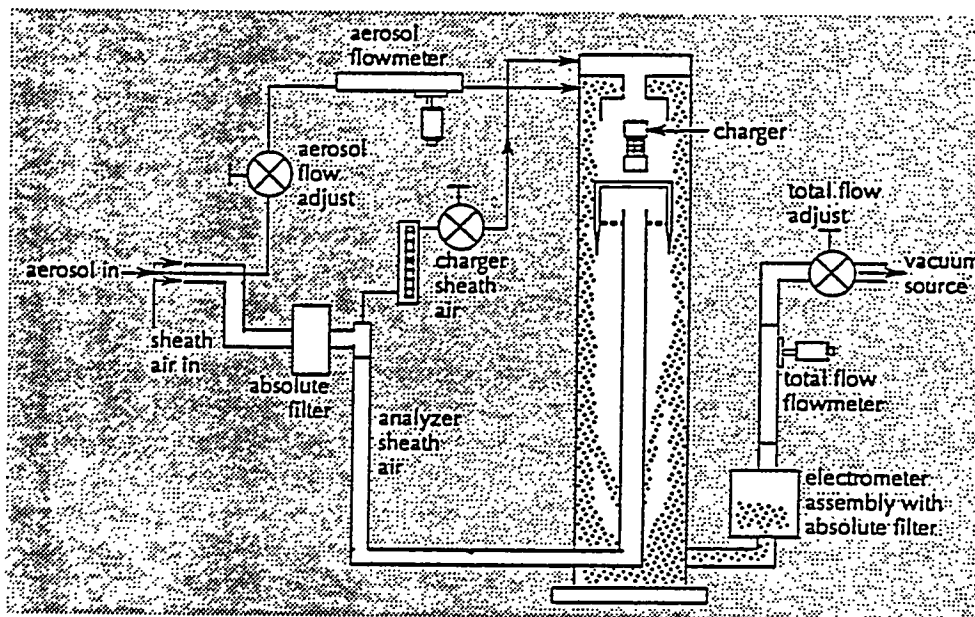 aerosol
flowmeter
charger
aerosol
flow
adjust
total flow
adjust
aerosol in
charger
sheath
air
vacuum
source
sheath
air in
absolute
filter
total flow
flowmeter
analyzer
sheath
air
electrometer
assembly with
absolute filter